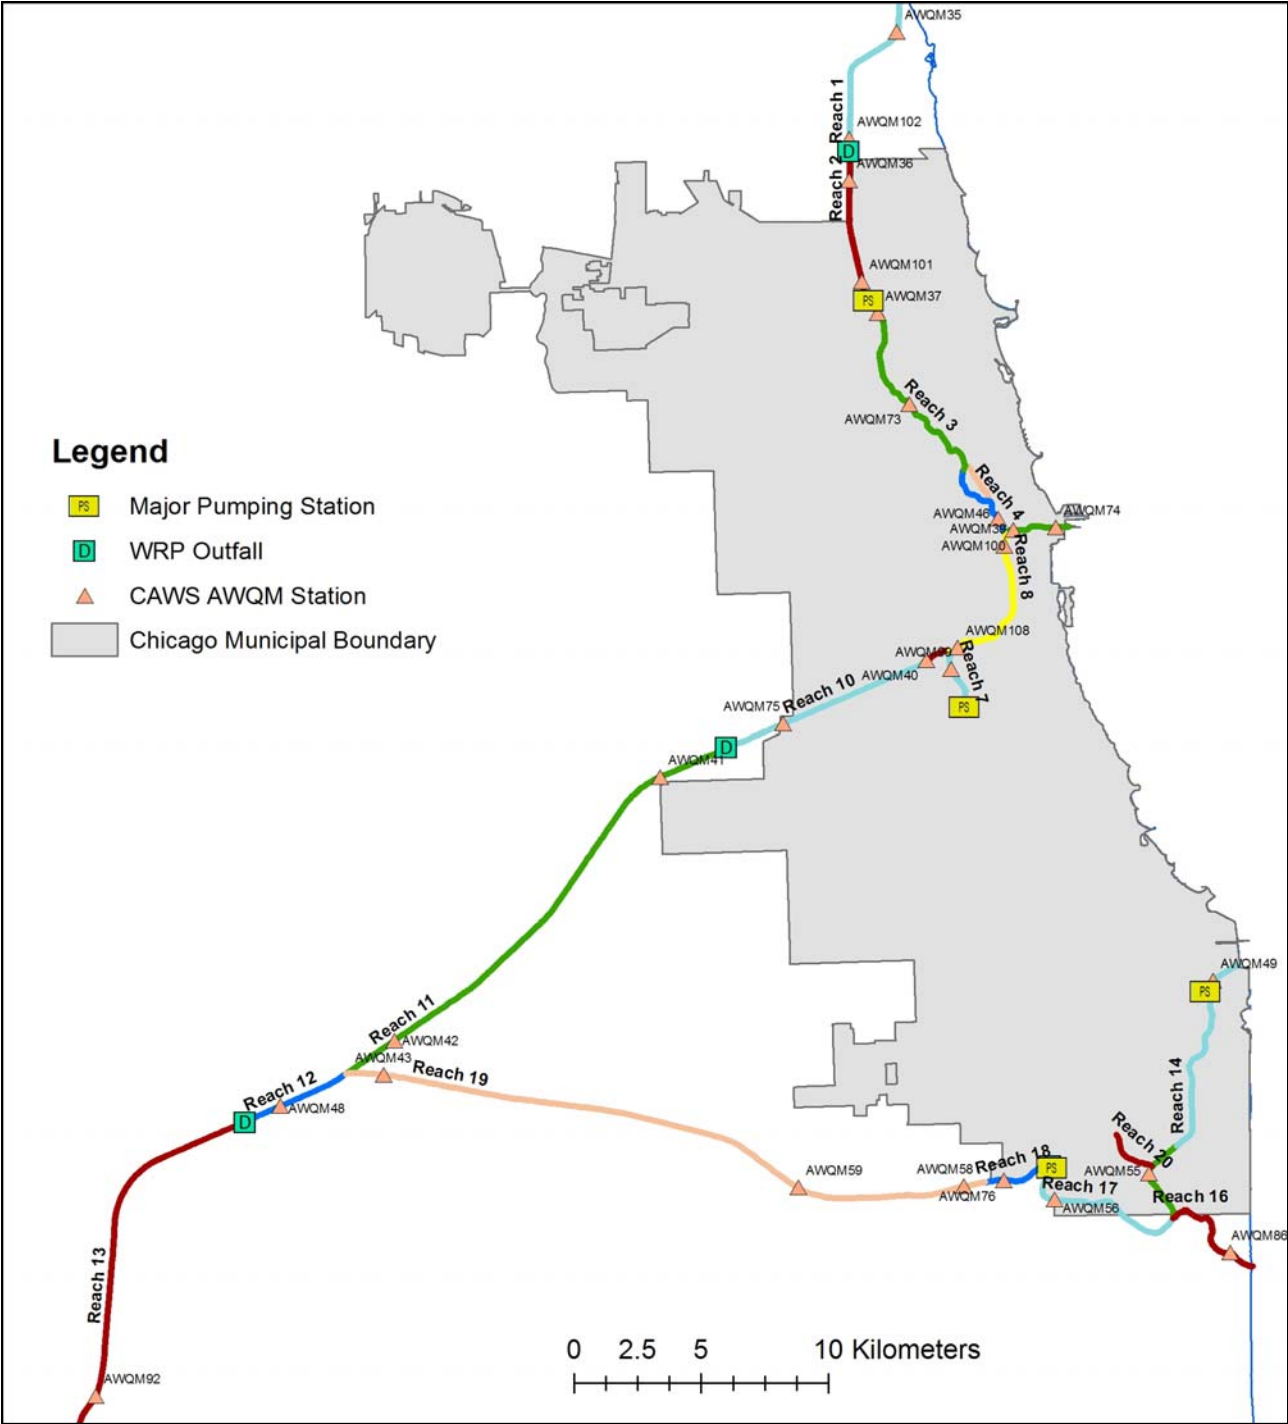 AWQM35
Reach 1
AWQM102
D
AWQM36
Reach 2
AWQM101
PS
AWQM37
Reach 3
AWQM73
Legend
PS Major Pumping Station
D WRP Outfall
CAWS AWQM Station
Chicago Municipal Boundary
Reach 4
AWQM46
AWQM74
AWQM39
AWQM100
Reach 8
AWQM108
AWQM99
AWQM40
Reach 7
PS
Reach 10
AWQM75
D
AWQM41
AWQM49
PS
Reach 11
AWQM42
AWQM43
Reach 19
Reach 12
AWQM48
D
Reach 14
Reach 20
AWQM59
AWQM58
Reach 18
PS
AWQM55
AWQM76
Reach 17
Reach 16
AWQM56
AWQM86
Reach 13
0 2.5 5 10 Kilometers
AWQM92